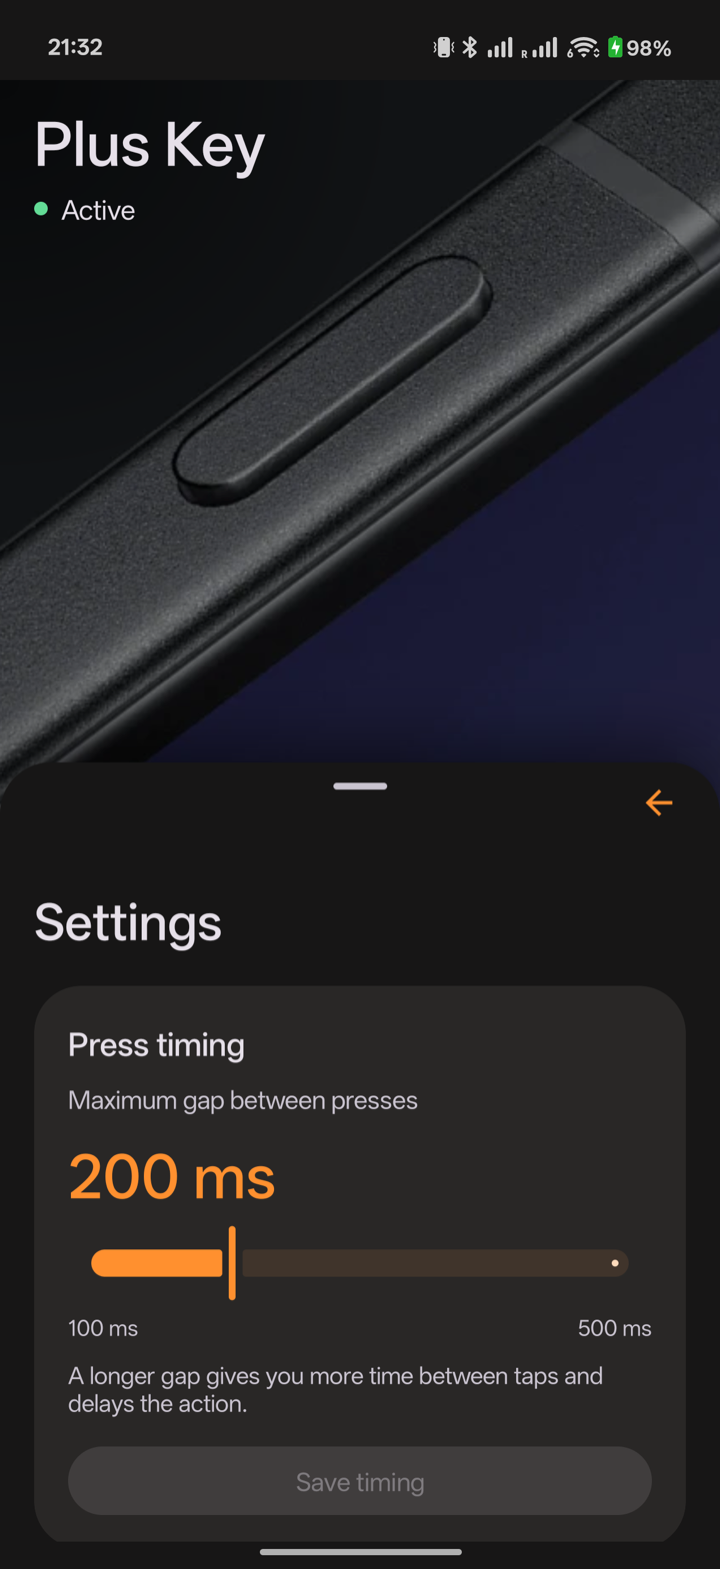 21:32
R
6
98%
Plus Key
Active
Settings
Press timing
Maximum gap between presses
200 ms
100 ms
500 ms
A longer gap gives you more time between taps and
delays the action.
Save timing